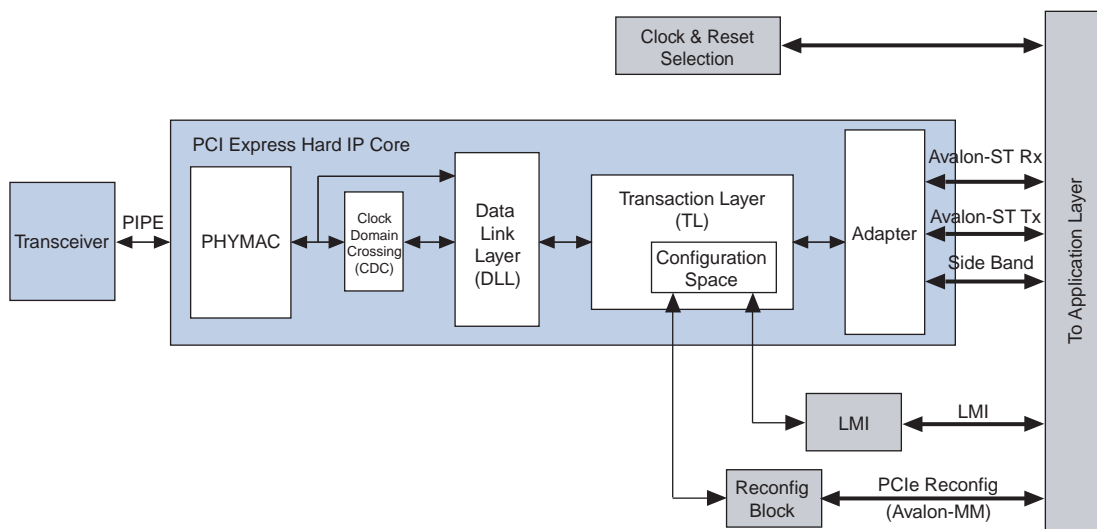 Clock & Reset
Selection
PCI Express Hard IP Core
Transceiver
PIPE
PHYMAC
Clock
Domain
Crossing
(CDC)
Data
Link
Layer
(DLL)
Transaction Layer
(TL)
Configuration
Space
Adapter
Avalon-ST Rx
Avalon-ST Tx
Side Band
To Application Layer
LMI
LMI
Reconfig
Block
PCIe Reconfig
(Avalon-MM)